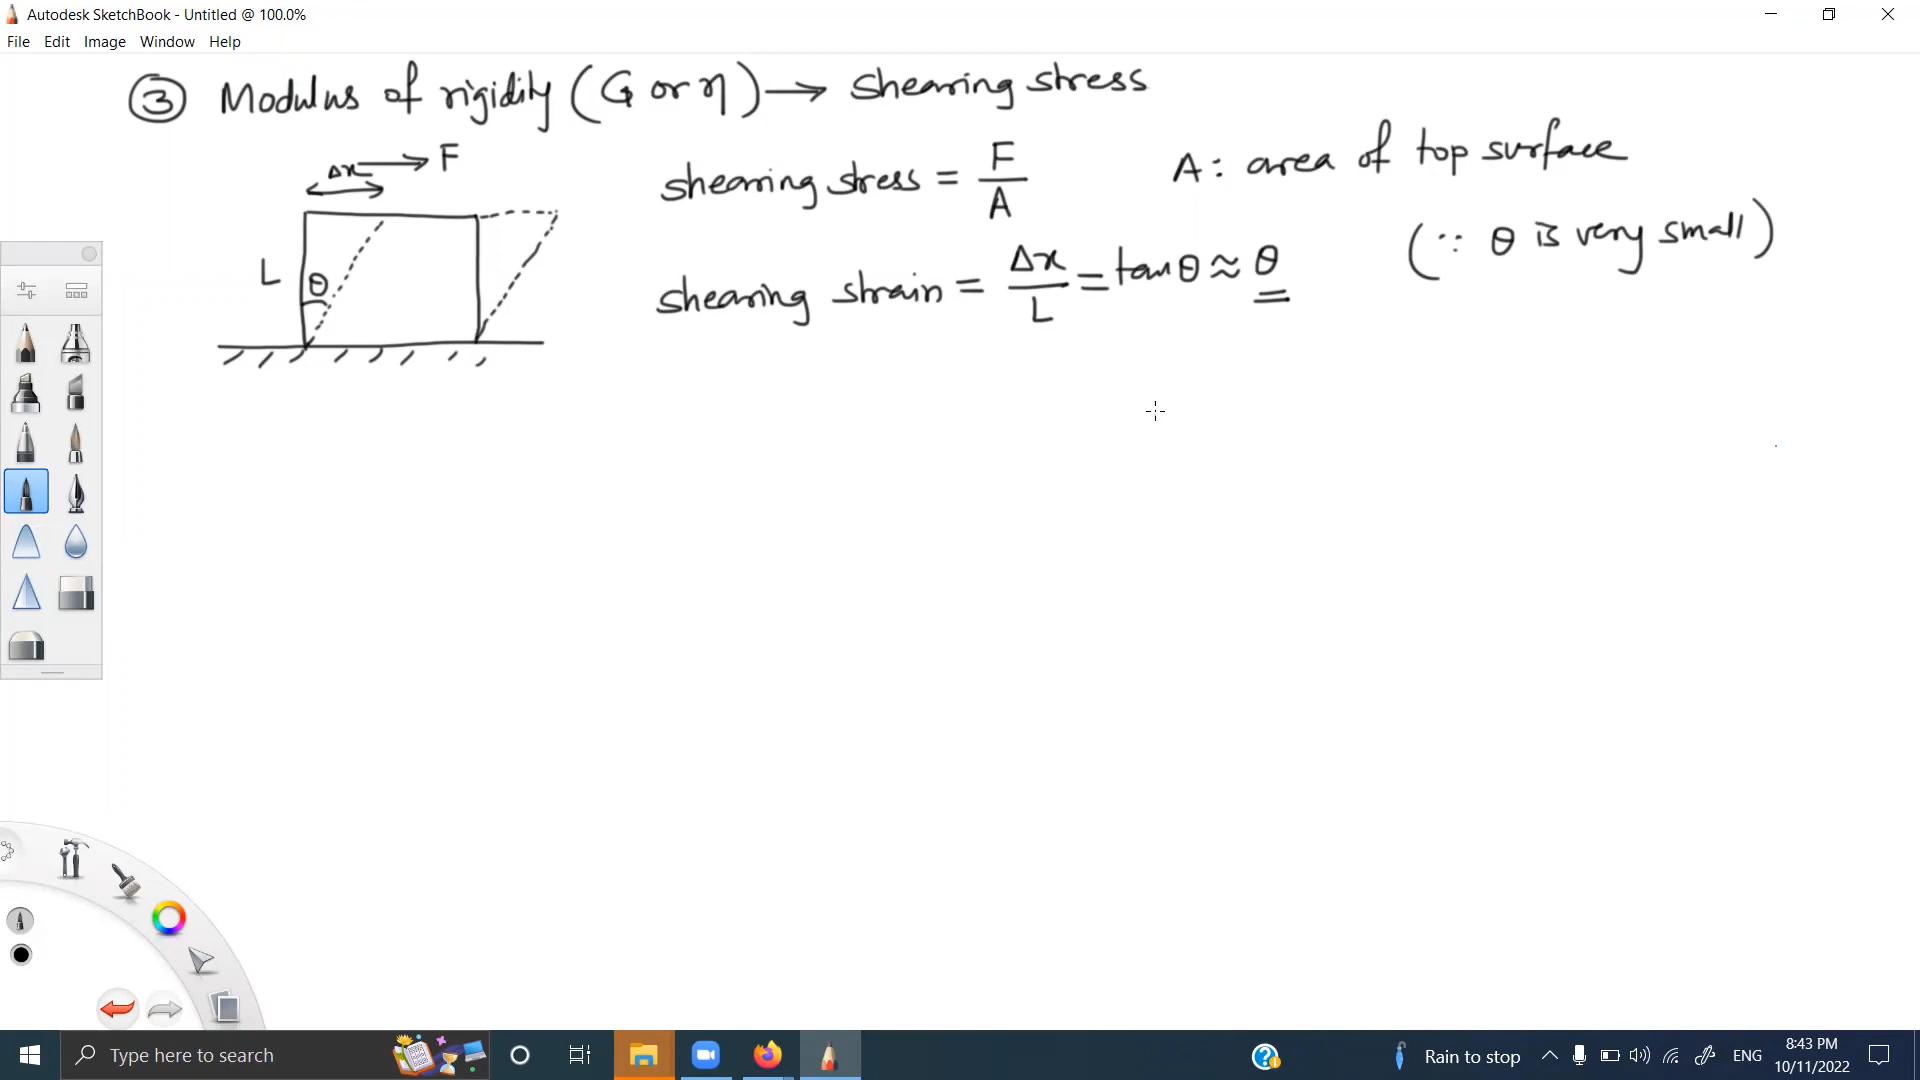 Autodesk SketchBook - Untitled @ 100.0%
File Edit Image Window Help
③ Modulus of rigidity (G or η) → shearing stress
Δx → F
shearing stress = F/A
A : area of top surface
L θ
shearing strain = Δx/L = tanθ ≈ θ
(∵ θ is very small)
Type here to search
Rain to stop
ENG
8:43 PM
10/11/2022